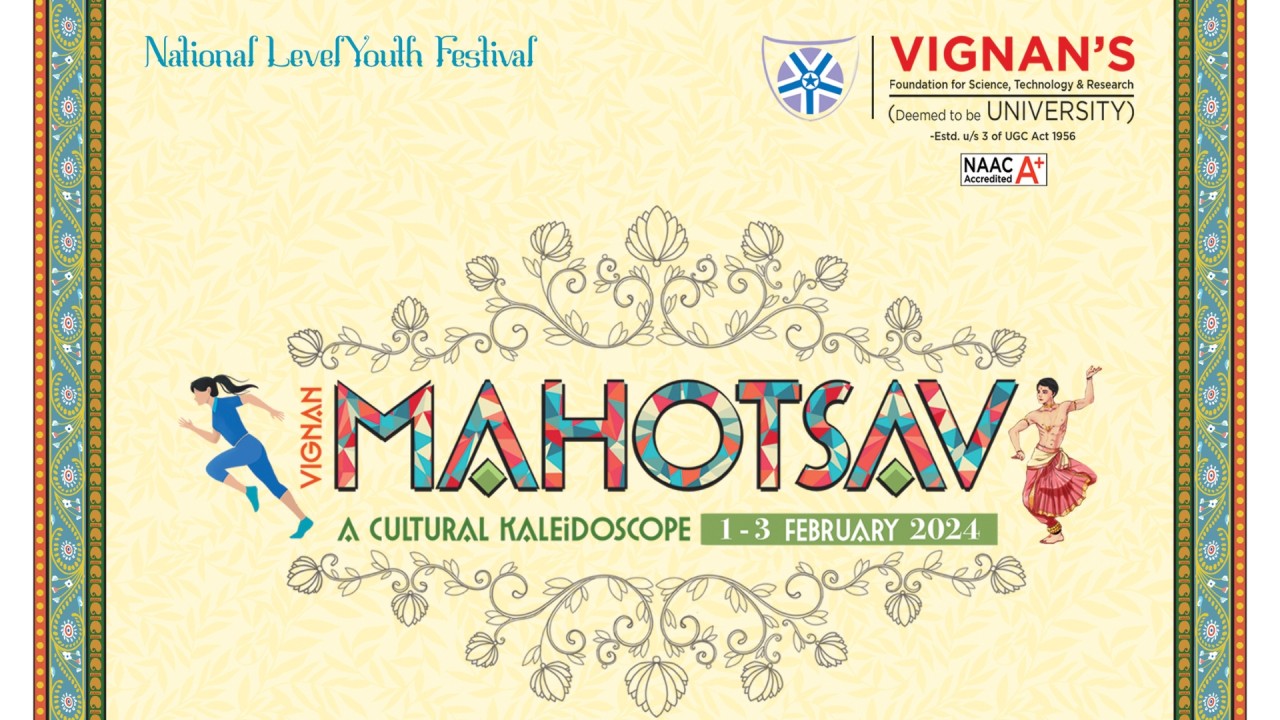 National Level Youth Festival
VIGNAN'S
Foundation for Science, Technology & Research
(Deemed to be UNIVERSITY)
-Estd. u/s 3 of UGC Act 1956
NAAC
Accredited A+
VIGNAN
MAHOTSAV
A CULTURAL KALEiDOSCOPE 1-3 FEBRUARY 2024